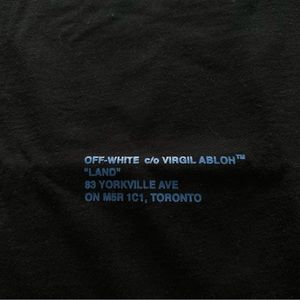 OFF-WHITE c/o VIRGIL ABLOH™
"LAND"
83 YORKVILLE AVE
ON M5R 1C1, TORONTO